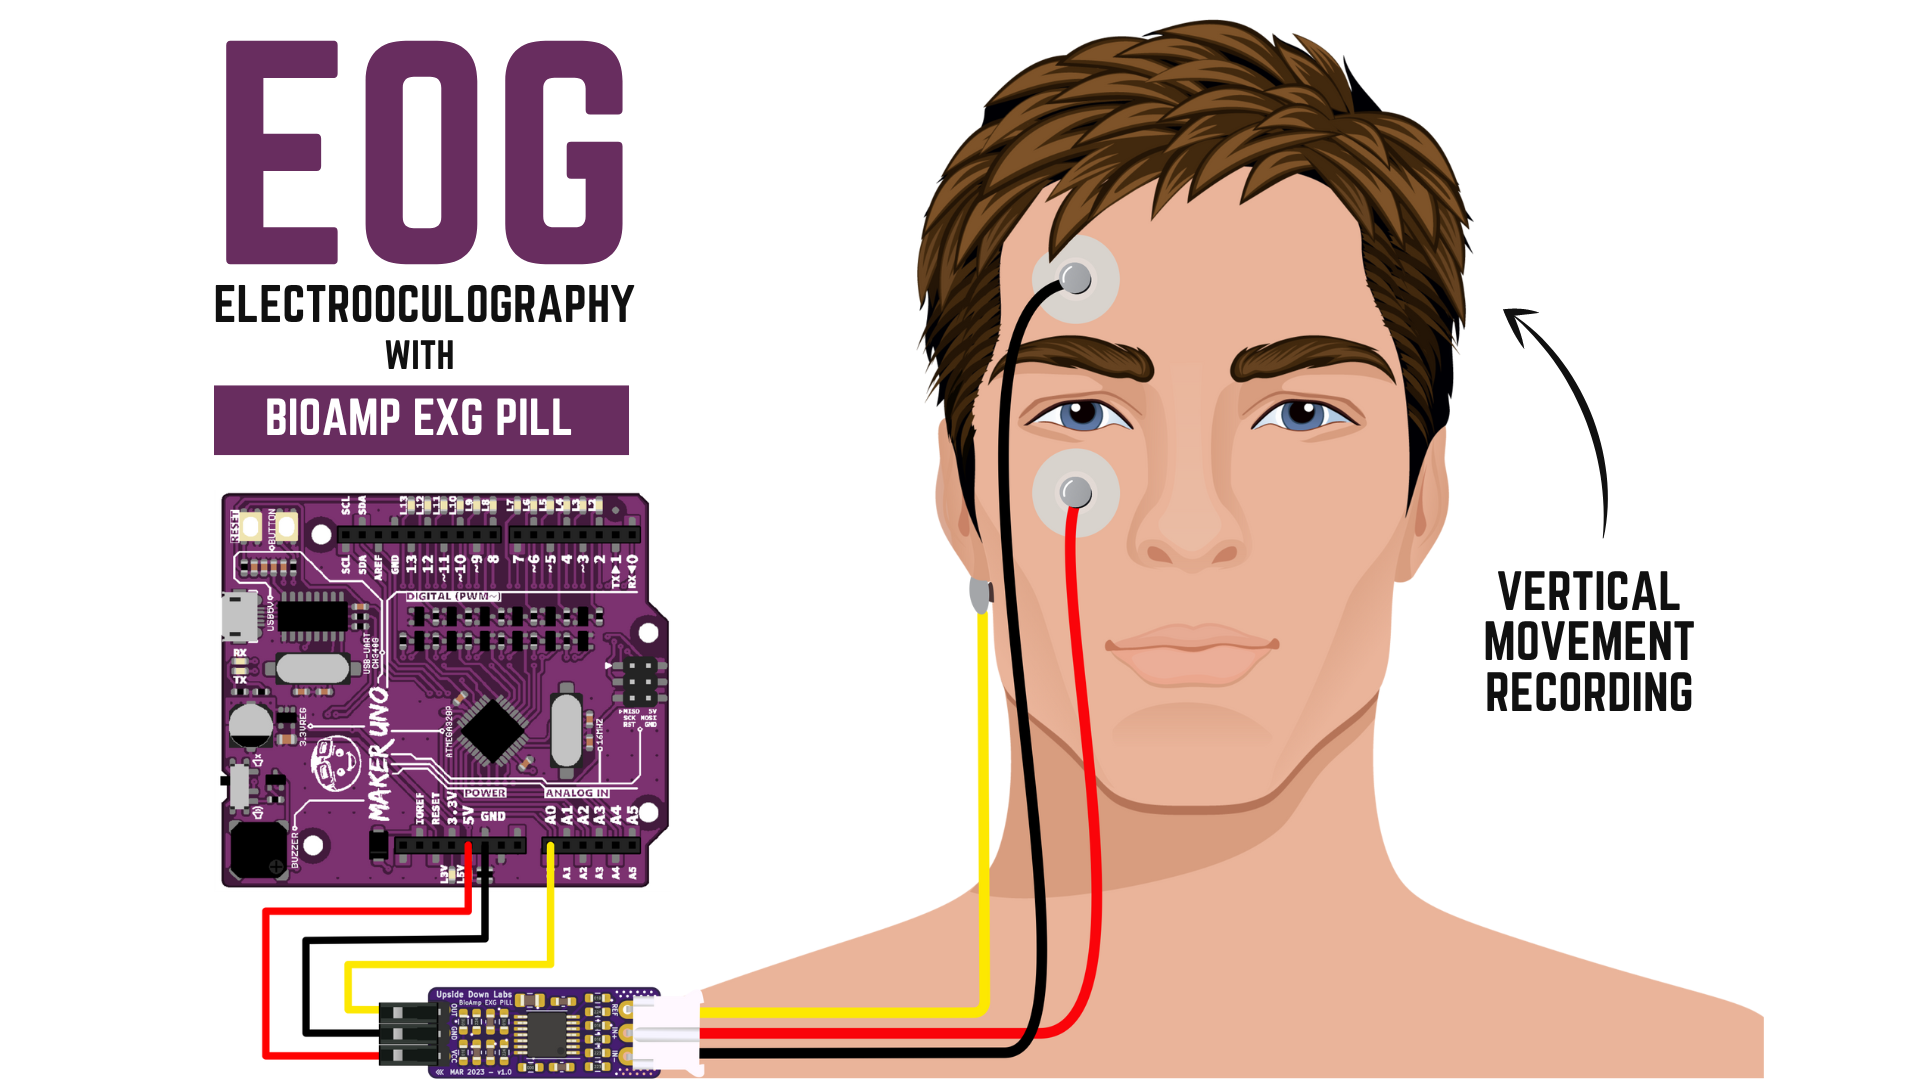 EOG
ELECTROOCULOGRAPHY
WITH
BIOAMP EXG PILL
VERTICAL
MOVEMENT
RECORDING
SCL
SDA
L13
L12
L11
L10
L9
L8
L7
L6
L5
L4
L3
L2
RESET
BUTTON
SCL
SDA
AREF
GND
13
12
~11
~10
~9
8
7
~6
~5
4
~3
2
TX▶1
RX◀0
DIGITAL (PWM~)
USB5V
USB-UART
CH340G
RX
TX
3.3VREG
MAKER UNO
ATMEGA328P
16MHZ
▶MISO 5V
SCK MOSI
RST GND
POWER
ANALOG IN
IOREF
RESET
3.3V
5V
GND
A0
A1
A2
A3
A4
A5
BUZZER
L3V
L5V
A1
A2
A3
A4
A5
Upside Down Labs
BioAmp EXG PILL
OUT
GND
VCC
REF
IN+
IN-
MAR 2023 - v1.0